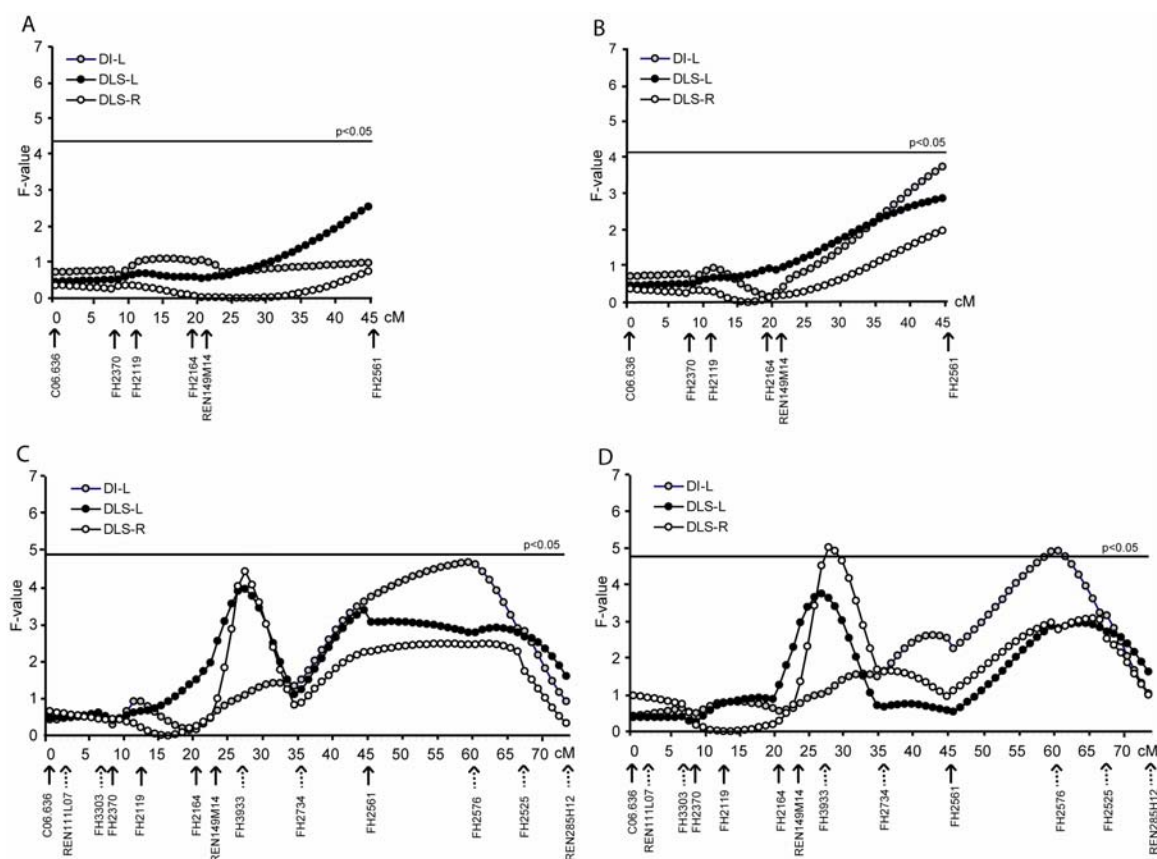 A
7
6
5
4
3
2
1
0
F-value
DI-L
DLS-L
DLS-R
p<0.05
0 5 10 15 20 25 30 35 40 45 cM
C06.636
FH2370
FH2119
FH2164
REN149M14
FH2561
B
7
6
5
4
3
2
1
0
F-value
DI-L
DLS-L
DLS-R
p<0.05
0 5 10 15 20 25 30 35 40 45 cM
C06.636
FH2370
FH2119
FH2164
REN149M14
FH2561
C
7
6
5
4
3
2
1
0
F-value
DI-L
DLS-L
DLS-R
p<0.05
0 5 10 15 20 25 30 35 40 45 50 55 60 65 70 cM
C06.636
REN111L07
FH3303
FH2370
FH2119
FH2164
REN149M14
FH3933
FH2734
FH2561
FH2576
FH2525
REN285H12
D
7
6
5
4
3
2
1
0
F-value
DI-L
DLS-L
DLS-R
p<0.05
0 5 10 15 20 25 30 35 40 45 50 55 60 65 70 cM
C06.636
REN111L07
FH3303
FH2370
FH2119
FH2164
REN149M14
FH3933
FH2734
FH2561
FH2576
FH2525
REN285H12